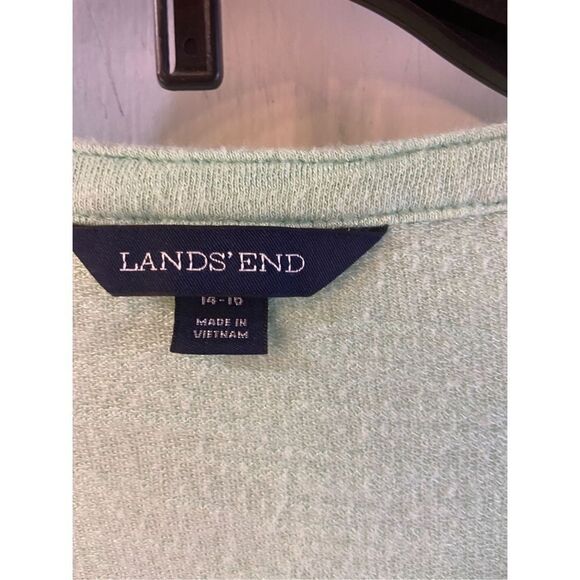 LANDS' END
14-16
MADE IN
VIETNAM